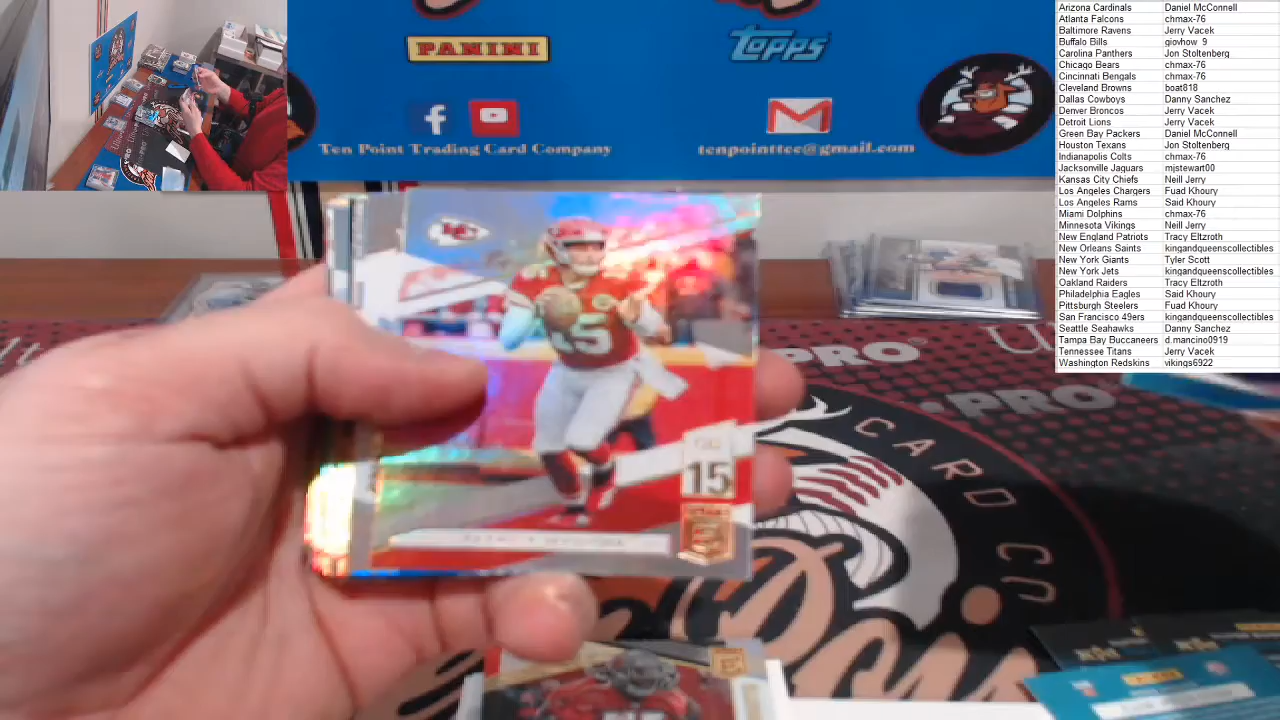 PANINI
TOPPS
Ten Point Trading Card Company
tenpointtcc@gmail.com
Arizona Cardinals Daniel McConnell
Atlanta Falcons chmax-76
Baltimore Ravens Jerry Vacek
Buffalo Bills giovhow_9
Carolina Panthers Jon Stoltenberg
Chicago Bears chmax-76
Cincinnati Bengals chmax-76
Cleveland Browns boat818
Dallas Cowboys Danny Sanchez
Denver Broncos Jerry Vacek
Detroit Lions Jerry Vacek
Green Bay Packers Daniel McConnell
Houston Texans Jon Stoltenberg
Indianapolis Colts chmax-76
Jacksonville Jaguars mjstewart00
Kansas City Chiefs Neill Jerry
Los Angeles Chargers Fuad Khoury
Los Angeles Rams Said Khoury
Miami Dolphins chmax-76
Minnesota Vikings Neill Jerry
New England Patriots Tracy Eltzroth
New Orleans Saints kingandqueenscollectibles
New York Giants Tyler Scott
New York Jets kingandqueenscollectibles
Oakland Raiders Tracy Eltzroth
Philadelphia Eagles Said Khoury
Pittsburgh Steelers Fuad Khoury
San Francisco 49ers kingandqueenscollectibles
Seattle Seahawks Danny Sanchez
Tampa Bay Buccaneers d.mancino0919
Tennessee Titans Jerry Vacek
Washington Redskins vikings6922
KC
15
15
PRO
PRO
CARD CO